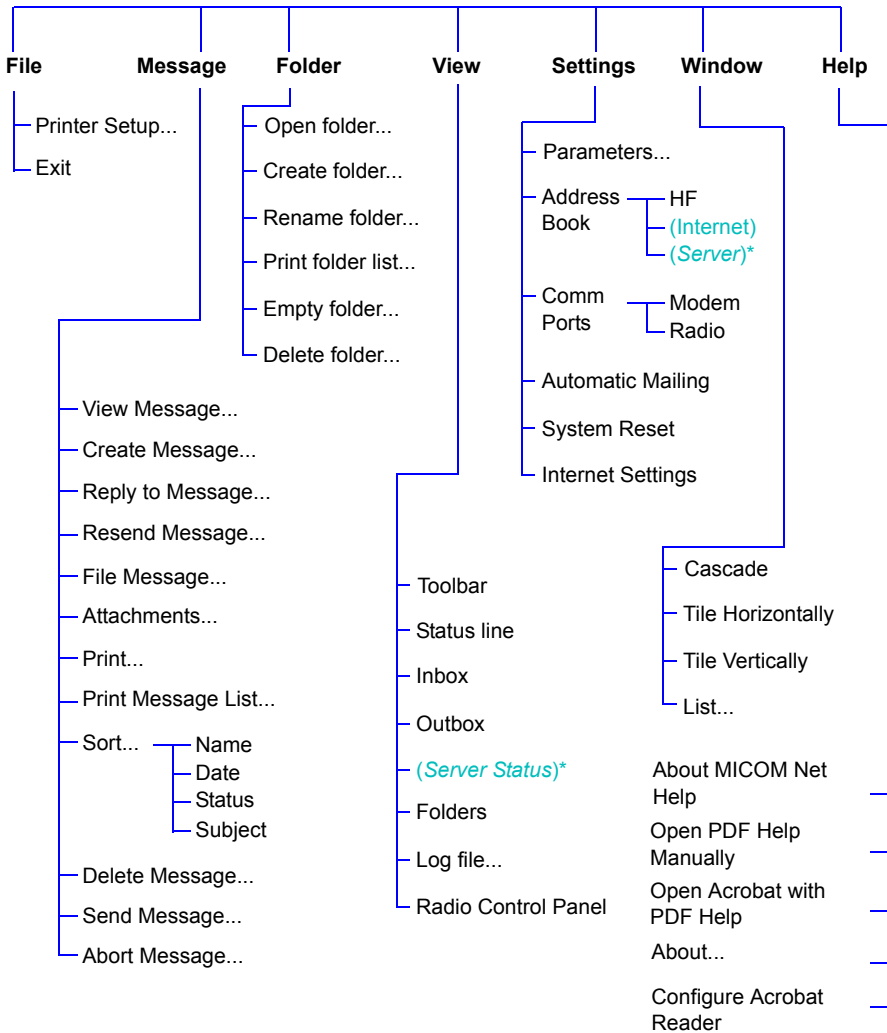 File
Message
Folder
View
Settings
Window
Help
Printer Setup...
Exit
View Message...
Create Message...
Reply to Message...
Resend Message...
File Message...
Attachments...
Print...
Print Message List...
Sort...
Name
Date
Status
Subject
Delete Message...
Send Message...
Abort Message...
Open folder...
Create folder...
Rename folder...
Print folder list...
Empty folder...
Delete folder...
Toolbar
Status line
Inbox
Outbox
(Server Status)*
Folders
Log file...
Radio Control Panel
Parameters...
Address
Book
HF
(Internet)
(Server)*
Comm
Ports
Modem
Radio
Automatic Mailing
System Reset
Internet Settings
Cascade
Tile Horizontally
Tile Vertically
List...
About MICOM Net
Help
Open PDF Help
Manually
Open Acrobat with
PDF Help
About...
Configure Acrobat
Reader